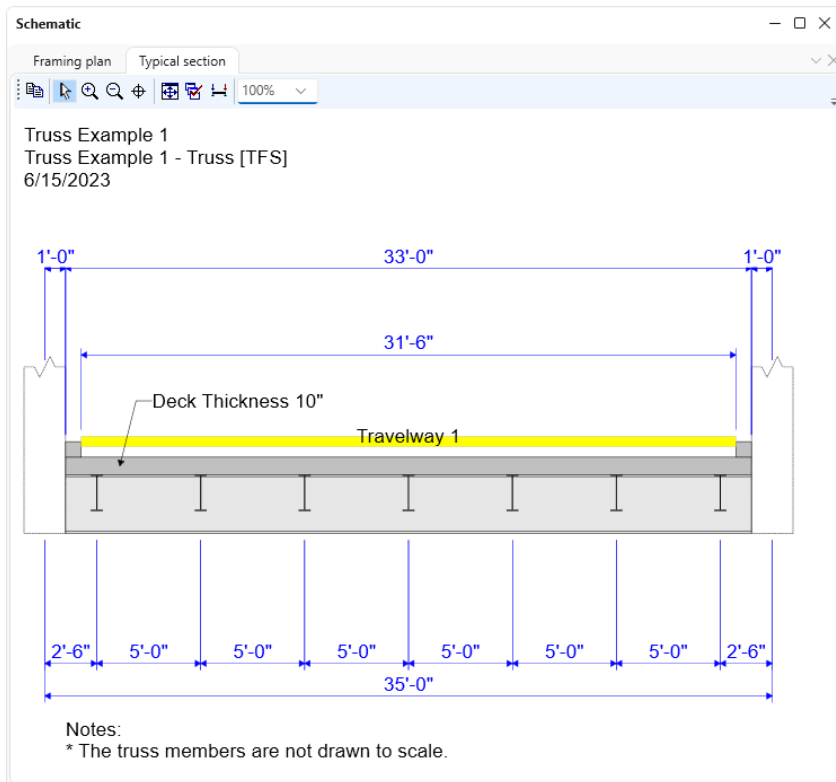 Schematic
Framing plan Typical section
100%
Truss Example 1
Truss Example 1 - Truss [TFS]
6/15/2023
1'-0" 33'-0" 1'-0"
31'-6"
Deck Thickness 10"
Travelway 1
2'-6" 5'-0" 5'-0" 5'-0" 5'-0" 5'-0" 5'-0" 2'-6"
35'-0"
Notes:
* The truss members are not drawn to scale.